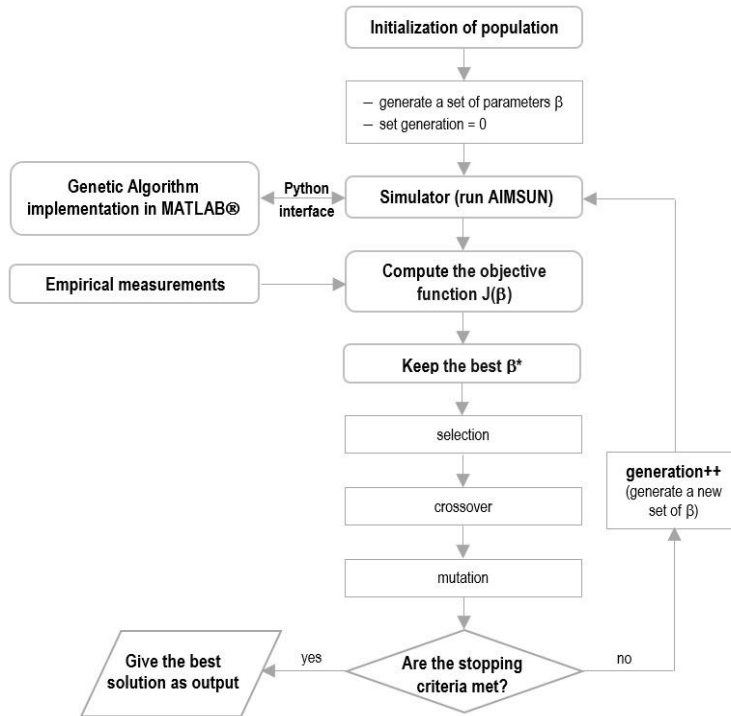 Initialization of population
– generate a set of parameters β
– set generation = 0
Genetic Algorithm
implementation in MATLAB®
Python
interface
Simulator (run AIMSUN)
Empirical measurements
Compute the objective
function J(β)
Keep the best β*
selection
crossover
mutation
generation++
(generate a new
set of β)
Give the best
solution as output
yes
Are the stopping
criteria met?
no